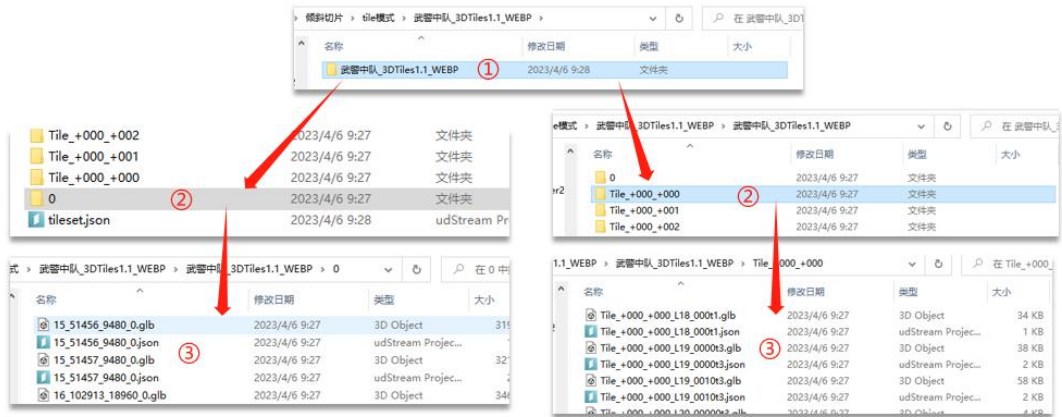 倾斜切片 › tile模式 › 武警中队_3DTiles1.1_WEBP ›
在 武警中队_3DT
名称 修改日期 类型 大小
武警中队_3DTiles1.1_WEBP ① 2023/4/6 9:28 文件夹
Tile_+000_+002 2023/4/6 9:27 文件夹
Tile_+000_+001 2023/4/6 9:27 文件夹
Tile_+000_+000 2023/4/6 9:27 文件夹
0 ② 2023/4/6 9:27 文件夹
tileset.json 2023/4/6 9:28 udStream Pr
e模式 › 武警中队_3DTiles1.1_WEBP › 武警中队_3DTiles1.1_WEBP
在 武警中队_3
名称 修改日期 类型 大小
0 2023/4/6 9:27 文件夹
Tile_+000_+000 ② 2023/4/6 9:27 文件夹
Tile_+000_+001 2023/4/6 9:27 文件夹
Tile_+000_+002 2023/4/6 9:27 文件夹
er2
式 › 武警中队_3DTiles1.1_WEBP › 武警中队_3DTiles1.1_WEBP › 0
在 0 中
名称 修改日期 类型 大小
15_51456_9480_0.glb 2023/4/6 9:27 3D Object 319
15_51456_9480_0.json 2023/4/6 9:27 udStream Projec...
15_51457_9480_0.glb ③ 2023/4/6 9:27 3D Object 321
15_51457_9480_0.json 2023/4/6 9:27 udStream Projec... 2
16_102913_18960_0.glb 2023/4/6 9:27 3D Object 346
1.1_WEBP › 武警中队_3DTiles1.1_WEBP › Tile_+000_+000
在 Tile_+000_
名称 修改日期 类型 大小
Tile_+000_+000_L18_000t1.glb 2023/4/6 9:27 3D Object 34 KB
Tile_+000_+000_L18_000t1.json 2023/4/6 9:27 udStream Projec... 1 KB
Tile_+000_+000_L19_0000t3.glb ③ 2023/4/6 9:27 3D Object 38 KB
Tile_+000_+000_L19_0000t3.json 2023/4/6 9:27 udStream Projec... 2 KB
Tile_+000_+000_L19_0010t3.glb 2023/4/6 9:27 3D Object 58 KB
Tile_+000_+000_L19_0010t3.json 2023/4/6 9:27 udStream Projec... 2 KB